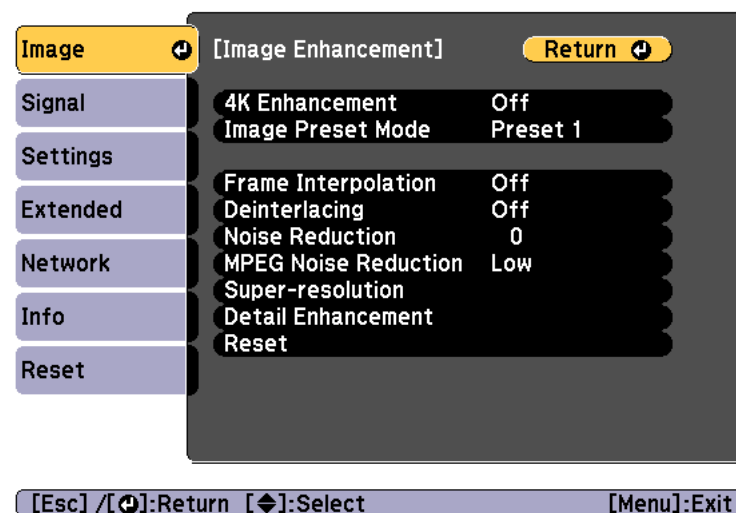 Image
Signal
Settings
Extended
Network
Info
Reset
[Image Enhancement] Return
4K Enhancement Off
Image Preset Mode Preset 1
Frame Interpolation Off
Deinterlacing Off
Noise Reduction 0
MPEG Noise Reduction Low
Super-resolution
Detail Enhancement
Reset
[Esc] /[ ]:Return [ ]:Select [Menu]:Exit